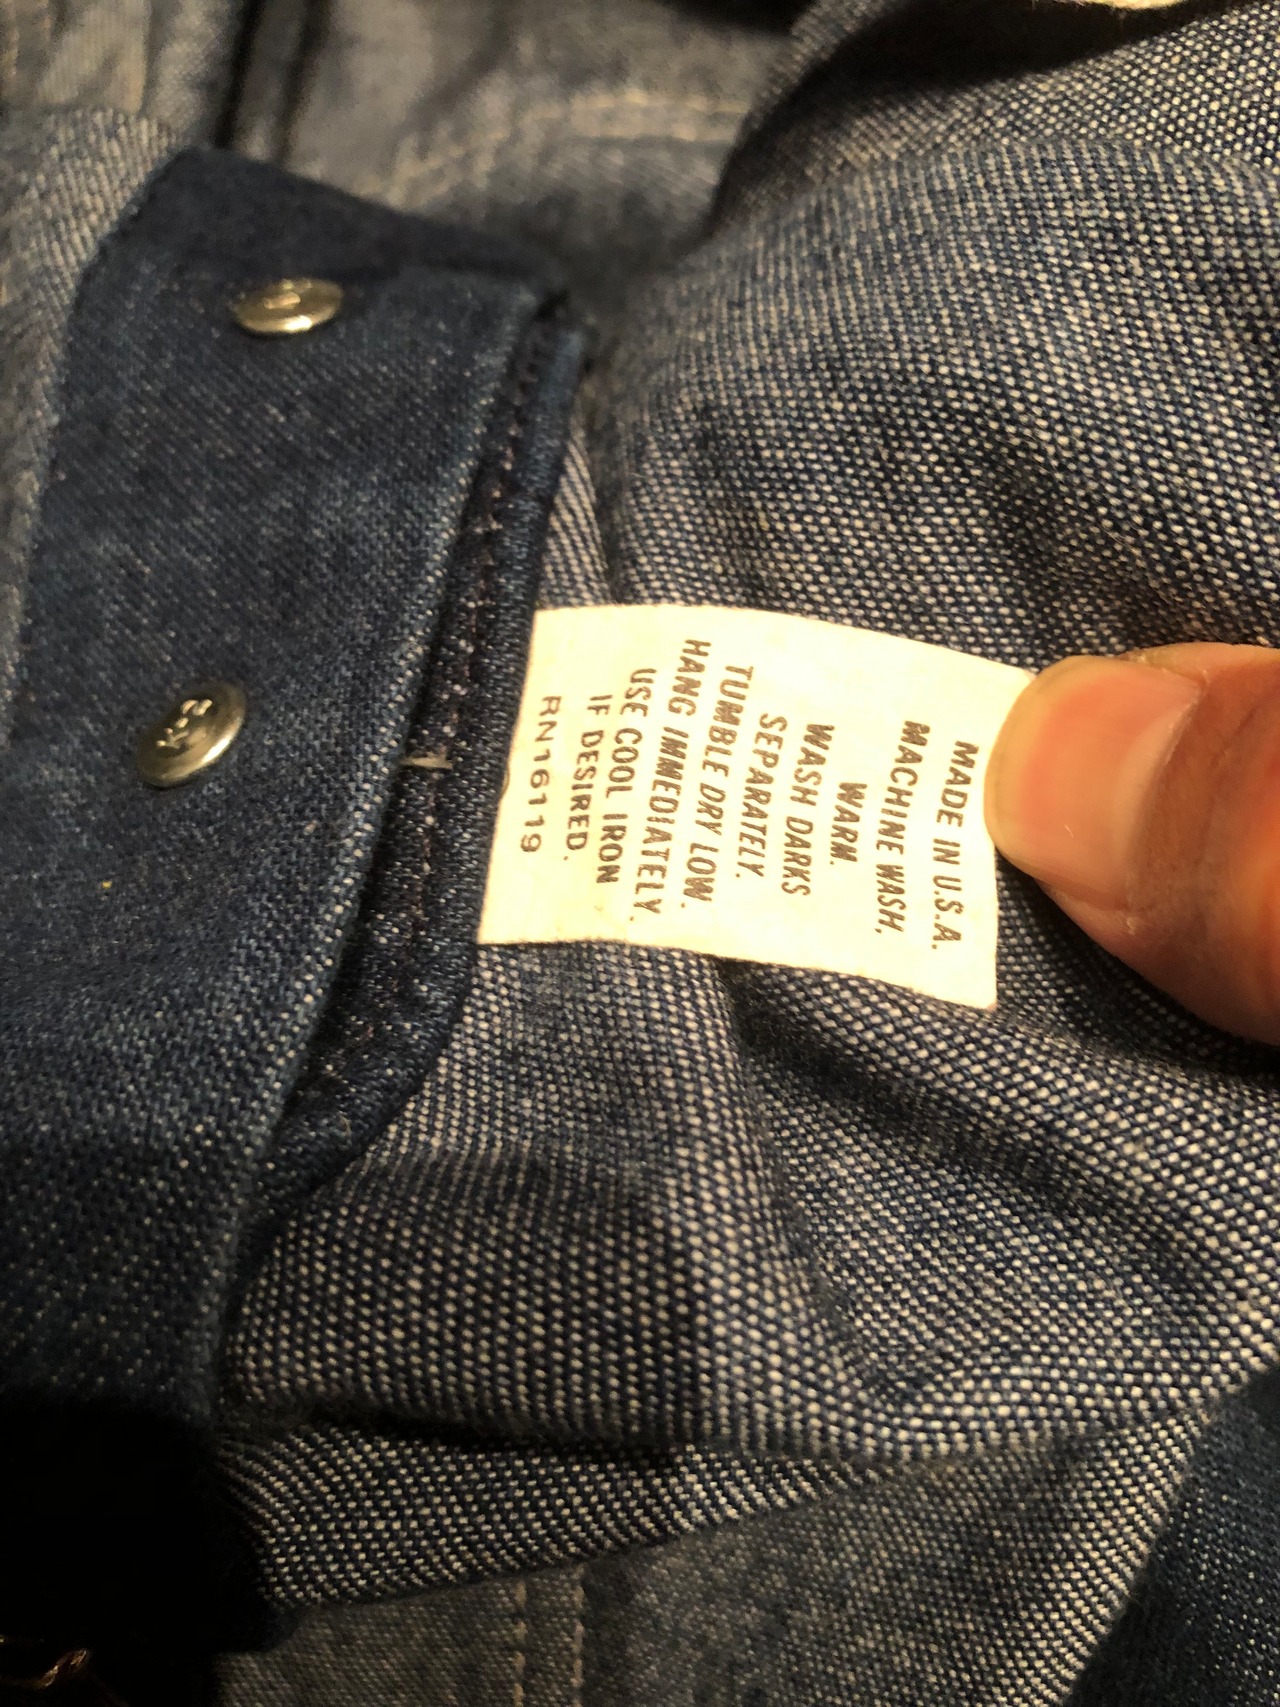 MADE IN U.S.A.
MACHINE WASH,
WARM.
WASH DARKS
SEPARATELY.
TUMBLE DRY LOW.
HANG IMMEDIATELY.
USE COOL IRON
IF DESIRED.
RN16119
K-2